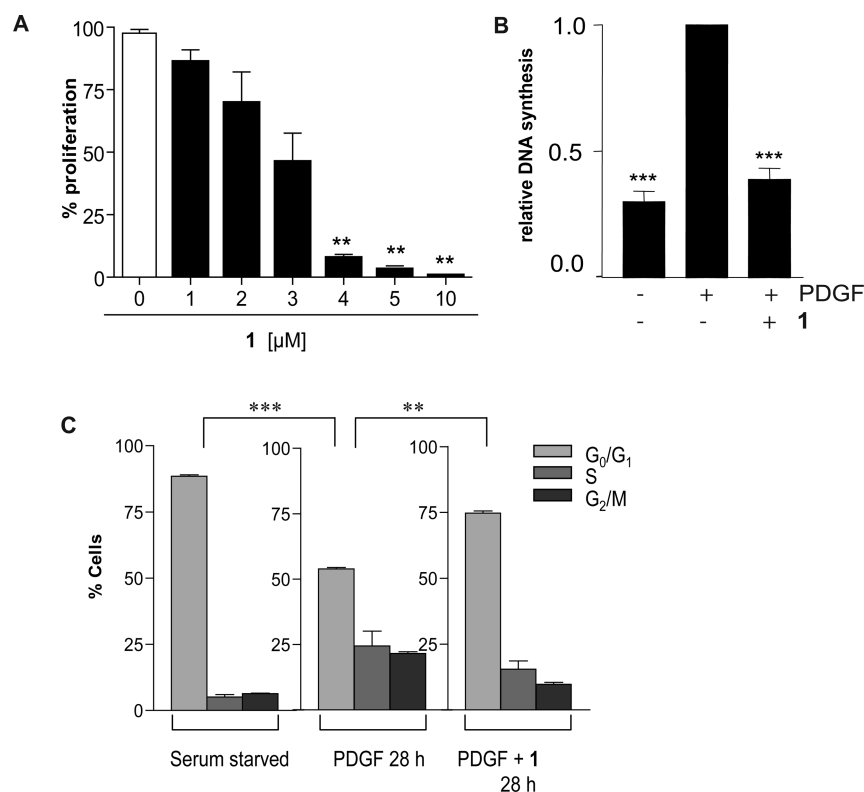 A
% proliferation
100
75
50
25
0
** ** **
0 1 2 3 4 5 10
1 [µM]
B
relative DNA synthesis
1.0
0.5
0.0
*** ***
- + + PDGF
- - + 1
C
*** **
% Cells
100 100 100
75 75 75
50 50 50
25 25 25
0 0 0
G0/G1
S
G2/M
Serum starved PDGF 28 h PDGF + 1
28 h